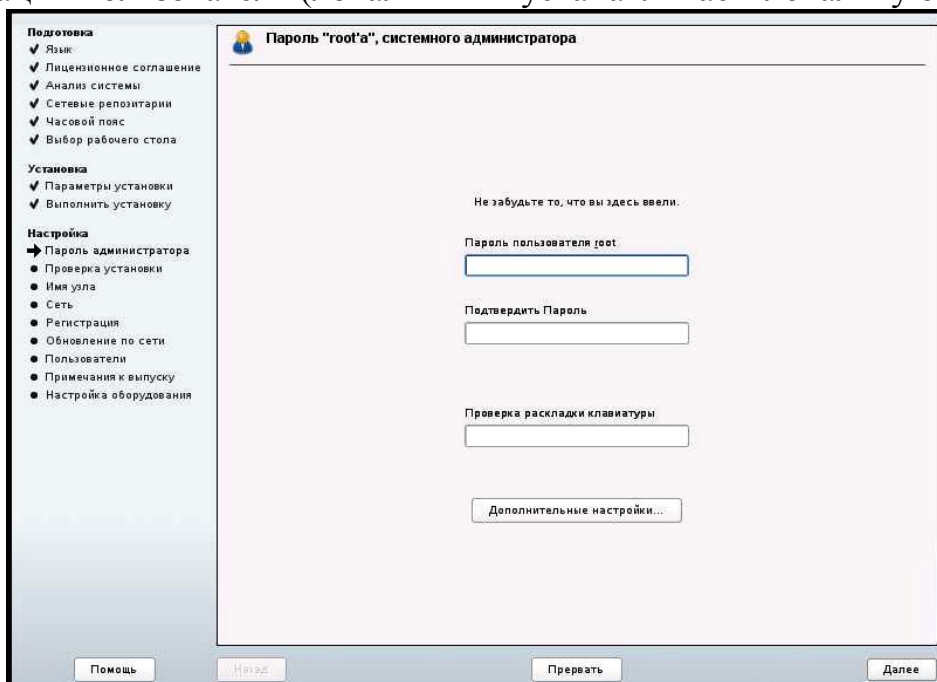 Подготовка
Язык
Лицензионное соглашение
Анализ системы
Сетевые репозитарии
Часовой пояс
Выбор рабочего стола
Установка
Параметры установки
Выполнить установку
Настройка
Пароль администратора
Проверка установки
Имя узла
Сеть
Регистрация
Обновление по сети
Пользователи
Примечания к выпуску
Настройка оборудования
Пароль "root'a", системного администратора
Не забудьте то, что вы здесь ввели.
Пароль пользователя root
Подтвердить Пароль
Проверка раскладки клавиатуры
Дополнительные настройки...
Помощь
Назад
Прервать
Далее